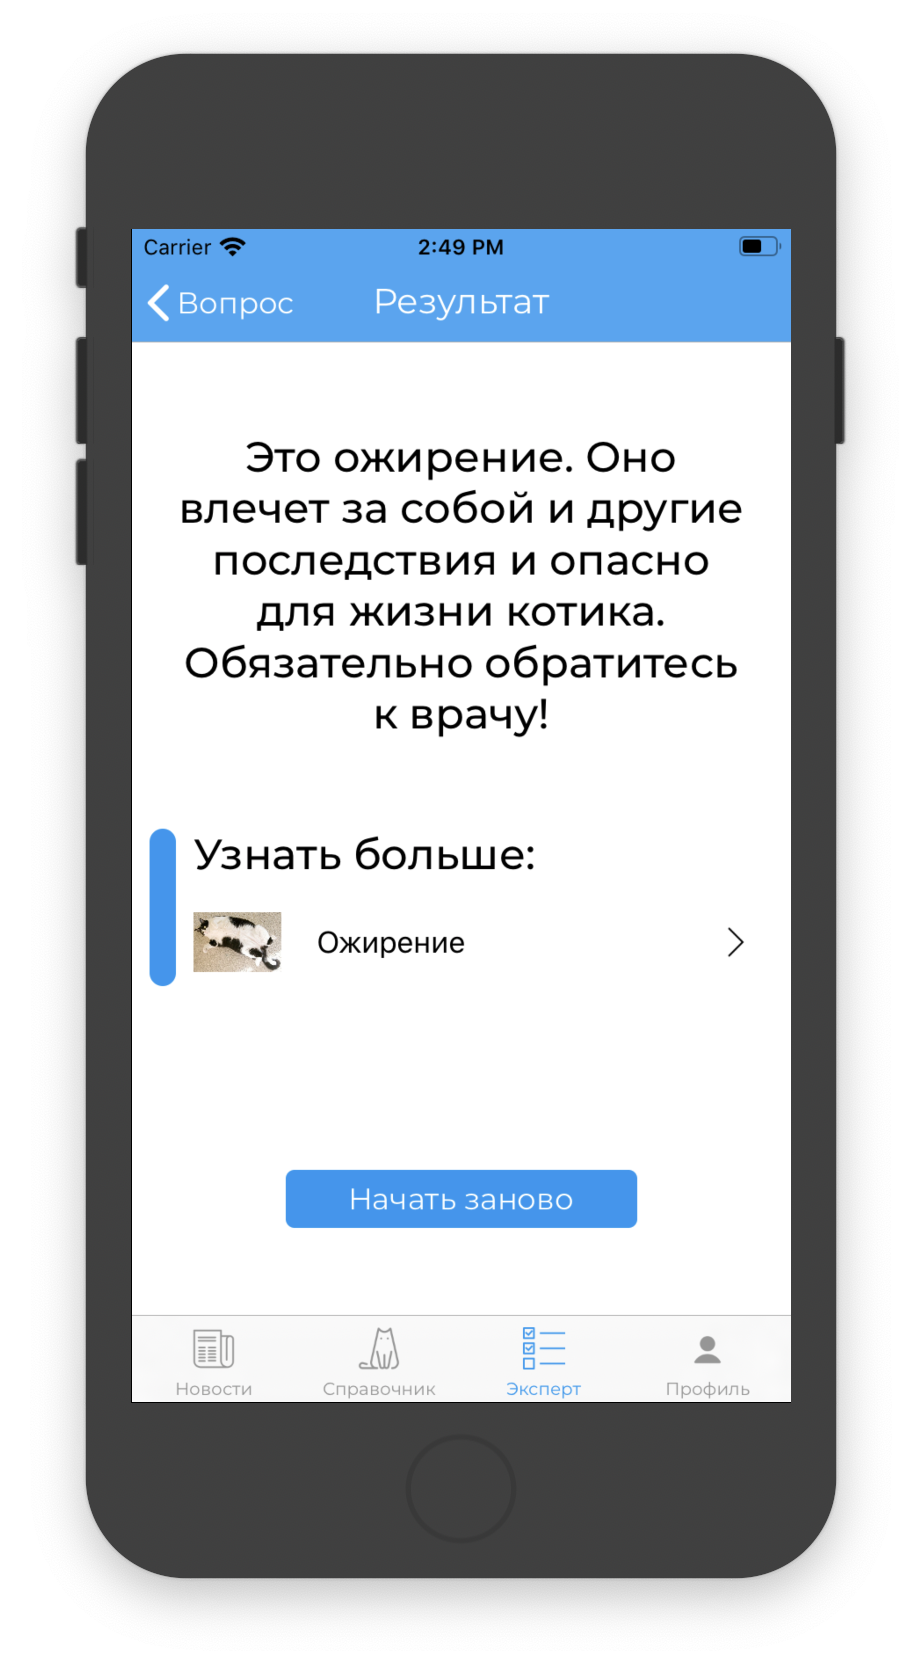 Carrier 2:49 PM
Вопрос Результат
Это ожирение. Оно
влечет за собой и другие
последствия и опасно
для жизни котика.
Обязательно обратитесь
к врачу!
Узнать больше:
Ожирение
Начать заново
Новости Справочник Эксперт Профиль